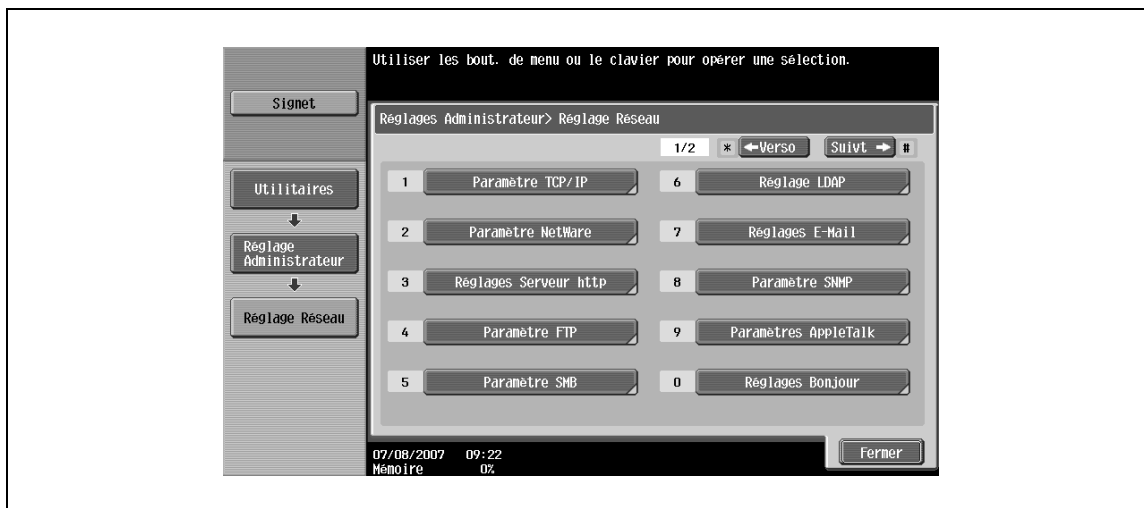 Utiliser les bout. de menu ou le clavier pour opérer une sélection.
Signet
Réglages Administrateur> Réglage Réseau
1/2 * ←Verso Suivt → #
Utilitaires
Réglage
Administrateur
Réglage Réseau
1 Paramètre TCP/IP
2 Paramètre NetWare
3 Réglages Serveur http
4 Paramètre FTP
5 Paramètre SMB
6 Réglage LDAP
7 Réglages E-Mail
8 Paramètre SNMP
9 Paramètres AppleTalk
0 Réglages Bonjour
07/08/2007 09:22
Mémoire 0%
Fermer